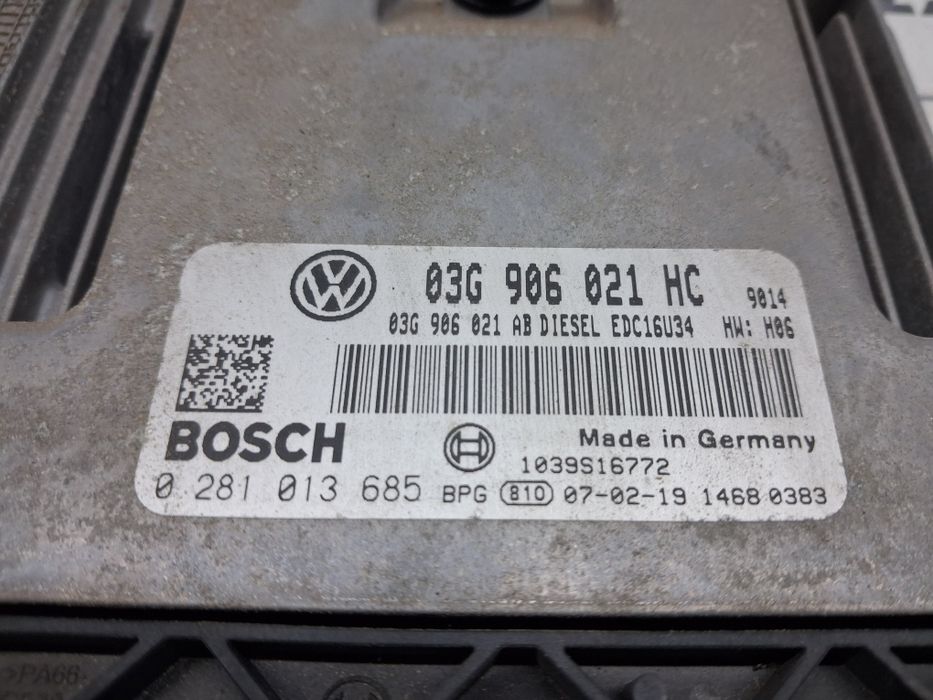 03G 906 021 HC 9014
03G 906 021 AB DIESEL EDC16U34 HW: H06
BOSCH
Made in Germany
1039S16772
0 281 013 685 BPG 810 07-02-19 1468 0383
>PA66-